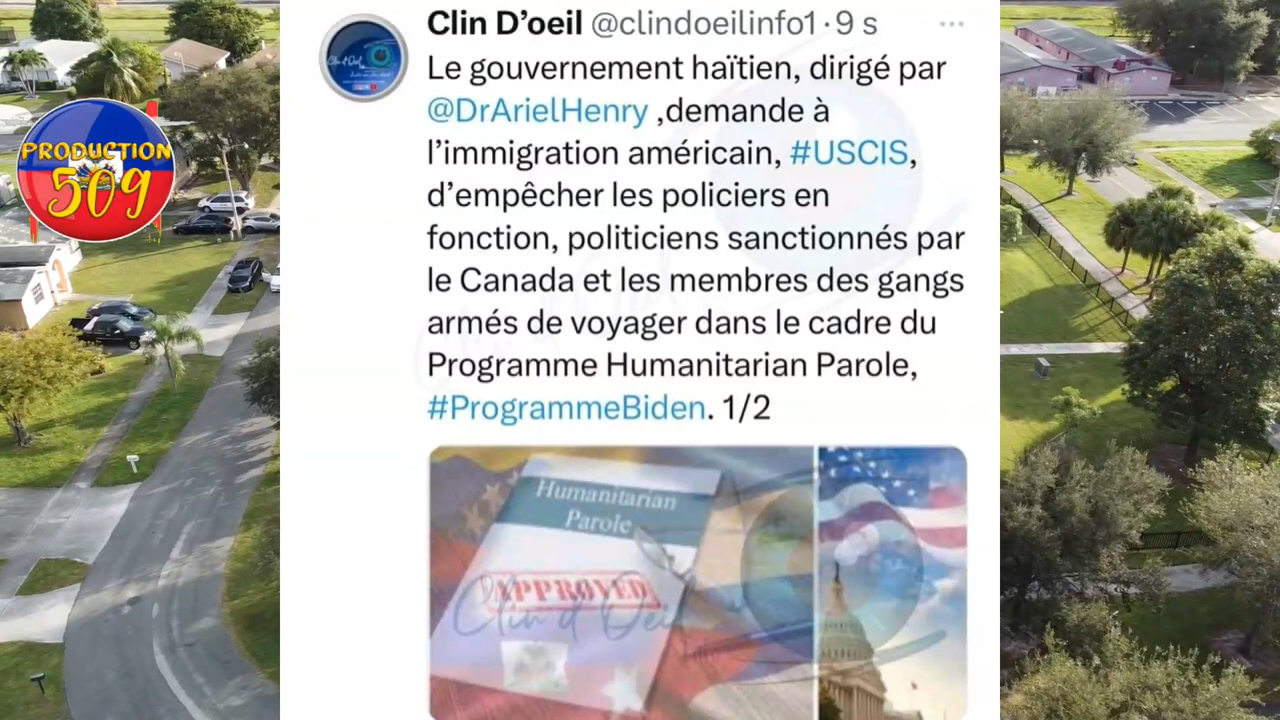 Clin D’oeil @clindoeilinfo1 · 9 s
Le gouvernement haïtien, dirigé par
@DrArielHenry ,demande à
l’immigration américain, #USCIS,
d’empêcher les policiers en
fonction, politiciens sanctionnés par
le Canada et les membres des gangs
armés de voyager dans le cadre du
Programme Humanitarian Parole,
#ProgrammeBiden. 1/2
PRODUCTION
509
Humanitarian
Parole
APPROVED
Clin d' Oeil